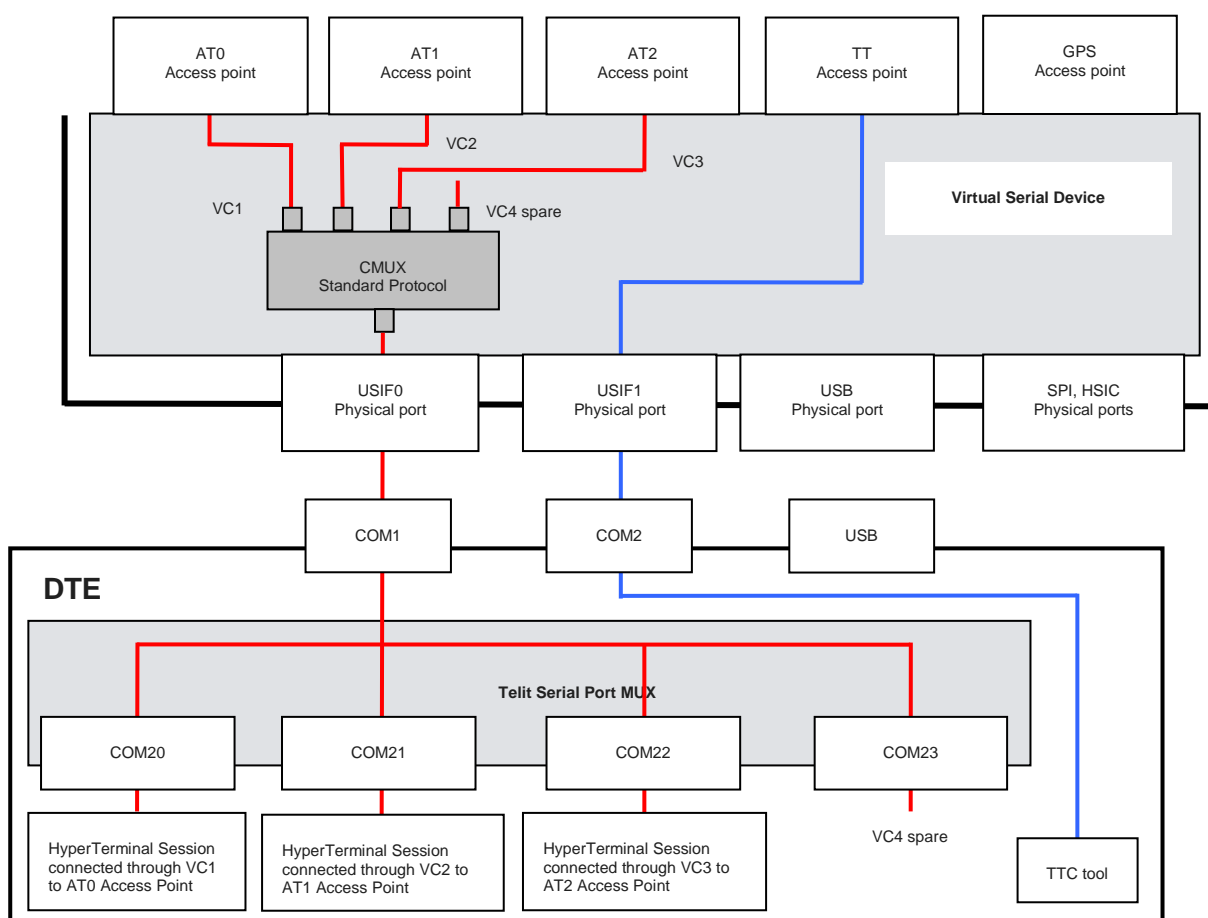 AT0
Access point
AT1
Access point
AT2
Access point
TT
Access point
GPS
Access point
VC2
VC3
VC1
VC4 spare
Virtual Serial Device
CMUX
Standard Protocol
USIF0
Physical port
USIF1
Physical port
USB
Physical port
SPI, HSIC
Physical ports
COM1
COM2
USB
DTE
Telit Serial Port MUX
COM20
COM21
COM22
COM23
HyperTerminal Session
connected through VC1
to AT0 Access Point
HyperTerminal Session
connected through VC2 to
AT1 Access Point
HyperTerminal Session
connected through VC3 to
AT2 Access Point
VC4 spare
TTC tool